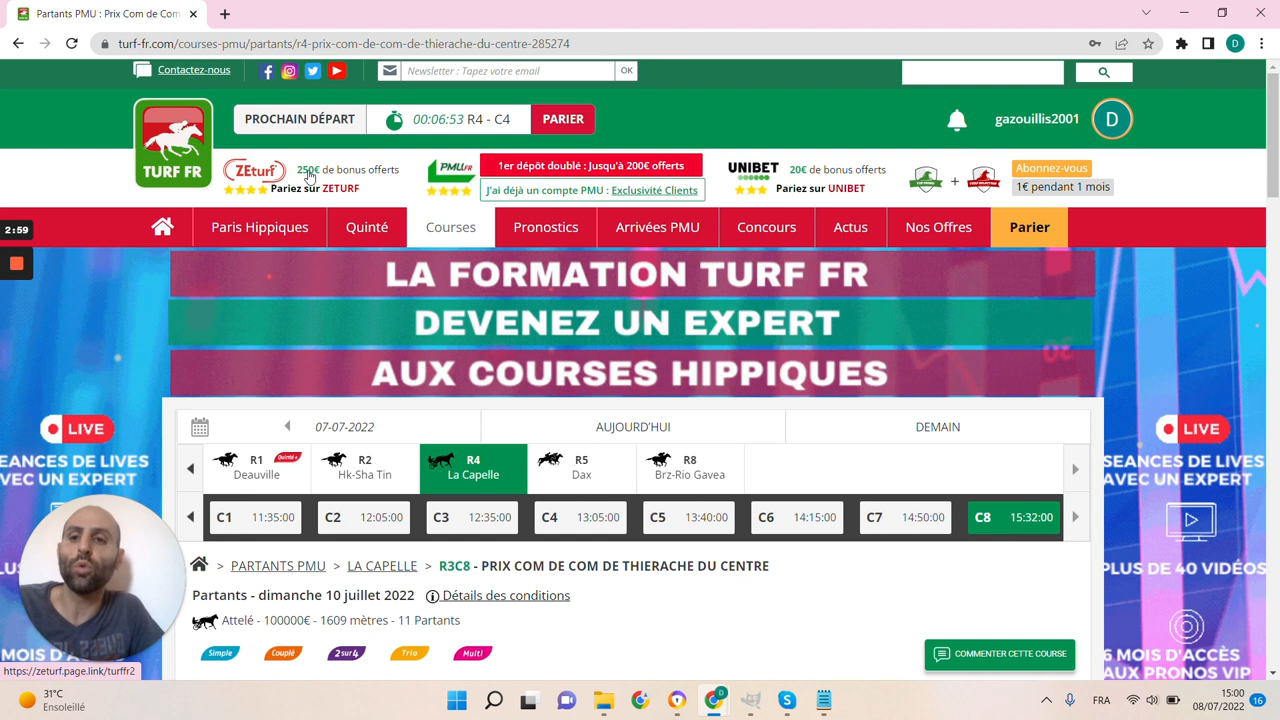 Partants PMU : Prix Com de Com
turf-fr.com/courses-pmu/partants/r4-prix-com-de-com-de-thierache-du-centre-285274
D
Contactez-nous
Newsletter : Tapez votre email
OK
PROCHAIN DÉPART
00:06:53 R4 - C4
PARIER
gazouillis2001
D
TURF FR
ZEturf
250€ de bonus offerts
Pariez sur ZETURF
PMU.FR
1er dépôt doublé : Jusqu'à 200€ offerts
J'ai déjà un compte PMU : Exclusivité Clients
UNIBET
20€ de bonus offerts
Pariez sur UNIBET
+
Abonnez-vous
1€ pendant 1 mois
2:59
Paris Hippiques
Quinté
Courses
Pronostics
Arrivées PMU
Concours
Actus
Nos Offres
Parier
LA FORMATION TURF FR
DEVENEZ UN EXPERT
AUX COURSES HIPPIQUES
07-07-2022
AUJOURD'HUI
DEMAIN
R1 Quinté+
Deauville
R2
Hk-Sha Tin
R4
La Capelle
R5
Dax
R8
Brz-Rio Gavea
C1 11:35:00
C2 12:05:00
C3 12:35:00
C4 13:05:00
C5 13:40:00
C6 14:15:00
C7 14:50:00
C8 15:32:00
LIVE
EANCES DE LIVES
VEC UN EXPERT
LIVE
SEANCES DE LIVES
AVEC UN EXPERT
PLUS DE 40 VIDÉOS
6 MOIS D'ACCÈS
AUX PRONOS VIP
> PARTANTS PMU > LA CAPELLE > R3C8 - PRIX COM DE COM DE THIERACHE DU CENTRE
Partants - dimanche 10 juillet 2022
Détails des conditions
Attelé - 100000€ - 1609 mètres - 11 Partants
Simple
Couplé
2sur4
Trio
Multi
COMMENTER CETTE COURSE
MOIS D'A
https://zeturf.page.link/turffr2
31°C
Ensoleillé
D
FRA
15:00
08/07/2022
16